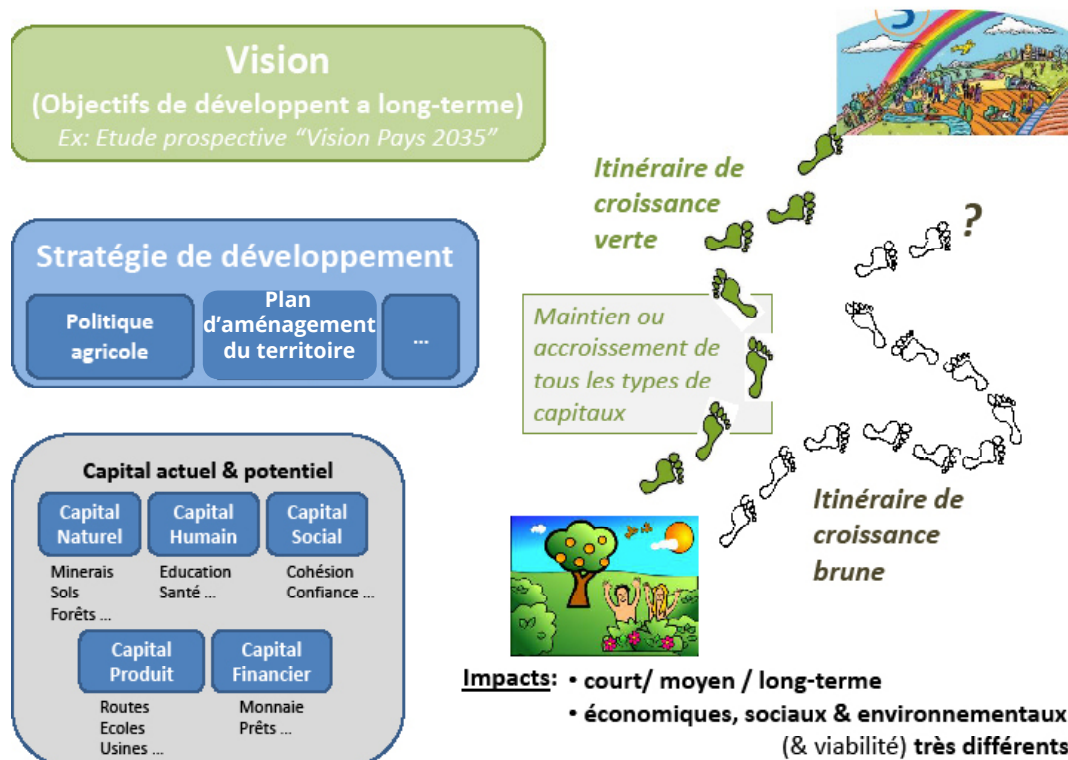 Vision
(Objectifs de développent a long-terme)
Ex: Etude prospective “Vision Pays 2035”
Stratégie de développement
Politique
agricole
Plan
d’aménagement
du territoire
...
Capital actuel & potentiel
Capital
Naturel
Minerais
Sols
Forêts ...
Capital
Humain
Education
Santé ...
Capital
Social
Cohésion
Confiance ...
Capital
Produit
Routes
Ecoles
Usines ...
Capital
Financier
Monnaie
Prêts ...
Itinéraire de
croissance
verte
?
Maintien ou
accroissement de
tous les types de
capitaux
Itinéraire de
croissance
brune
Impacts: • court/ moyen / long-terme
• économiques, sociaux & environnementaux
(& viabilité) très différents